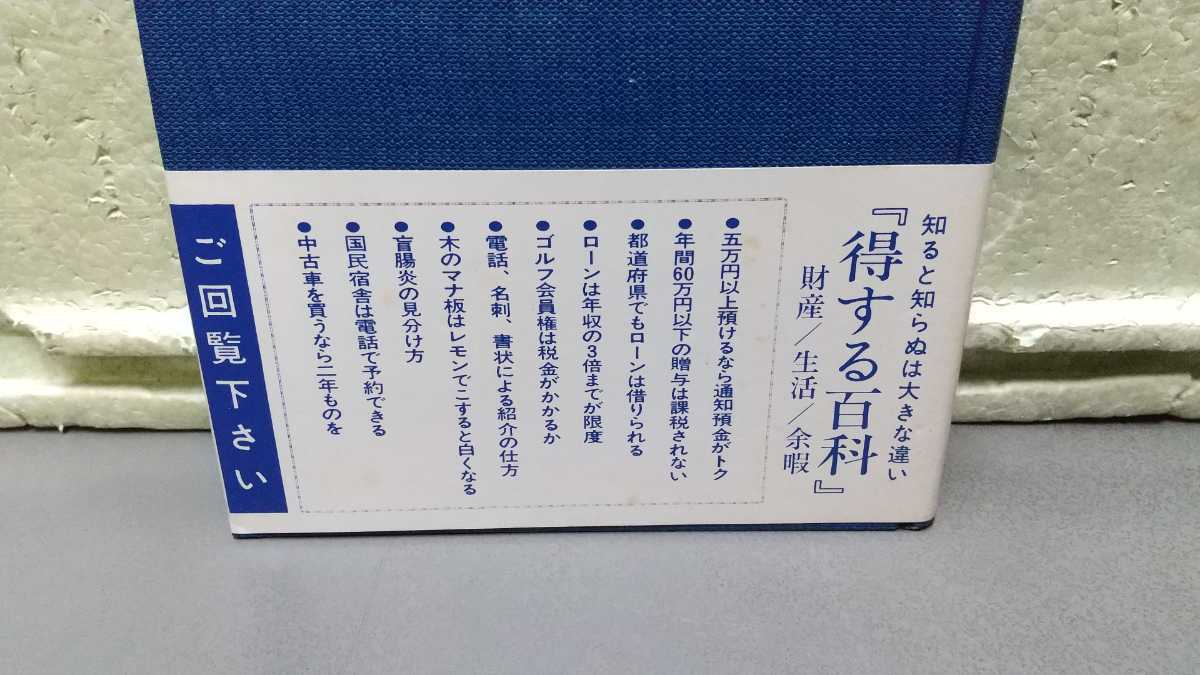 知ると知らぬは大きな違い
『得する百科』
財産/生活/余暇
●五万円以上預けるなら通知預金がトク
●年間60万円以下の贈与は課税されない
●都道府県でもローンは借りられる
●ローンは年収の3倍までが限度
●ゴルフ会員権は税金がかかるか
●電話、名刺、書状による紹介の仕方
●木のマナ板はレモンでこすると白くなる
●盲腸炎の見分け方
●国民宿舎は電話で予約できる
●中古車を買うなら二年ものを
ご回覧下さい